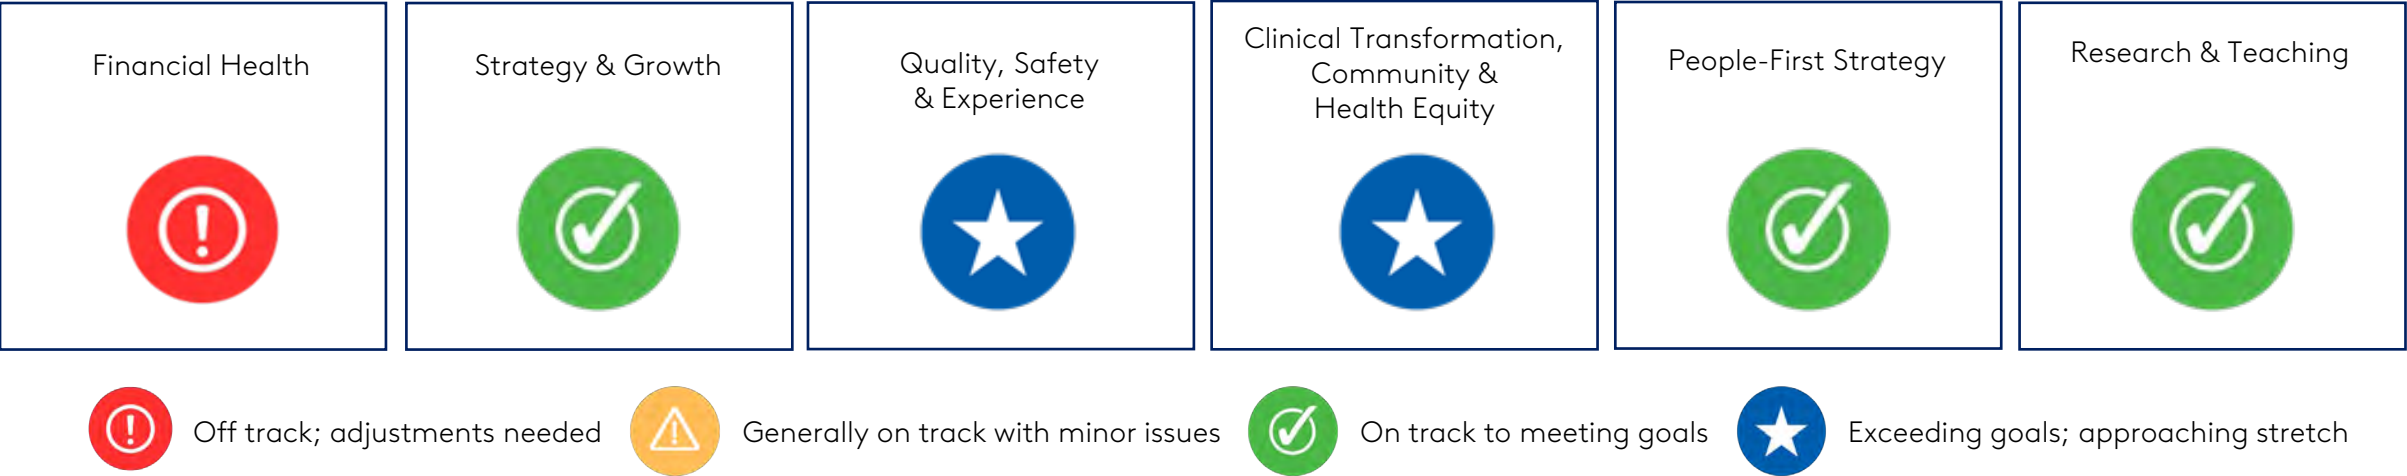 Financial Health
Strategy & Growth
Quality, Safety
& Experience
Clinical Transformation,
Community &
Health Equity
People-First Strategy
Research & Teaching
Off track; adjustments needed
Generally on track with minor issues
On track to meeting goals
Exceeding goals; approaching stretch